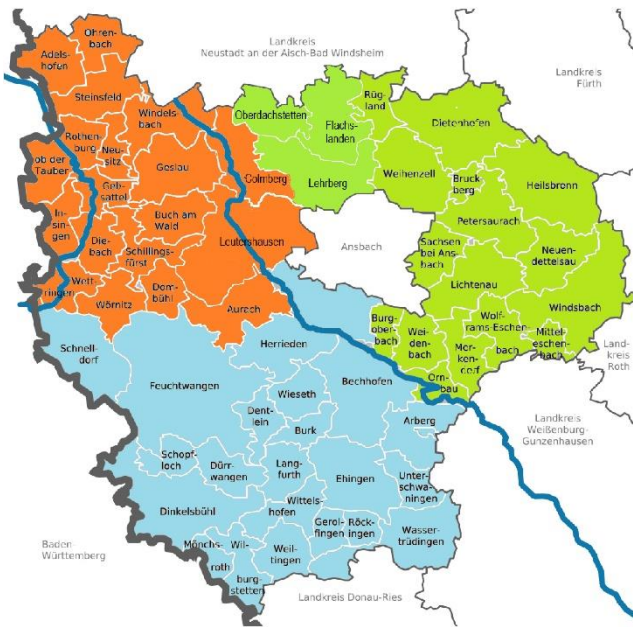 Ohren-
bach
Adels-
hofen
Landkreis
Neustadt an der Aisch-Bad Windsheim
Landkreis
Fürth
Steinsfeld
Windels-
bach
Oberdachstetten
Rüg-
land
Flachs-
landen
Dietenhofen
Rothen-
burg
ob der
Tauber
Neu-
sitz
Geslau
Colmberg
Lehrberg
Weihenzell
Bruck-
berg
Heilsbronn
Geb-
sattel
In-
sin-
gen
Buch am
Wald
Leutershausen
Ansbach
Petersaurach
Sachsen
bei Ans-
bach
Neuen-
dettelsau
Die-
bach
Schillings-
fürst
Lichtenau
Wett-
ringen
Wörnitz
Dom-
bühl
Aurach
Windsbach
Burg-
ober-
bach
Wei-
den-
bach
Wolf-
rams-Eschen-
bach
Mittel-
eschen-
bach
Mer-
kendorf
Land-
kreis
Roth
Schnell-
dorf
Herrieden
Feuchtwangen
Bechhofen
Orn-
bau
Wieseth
Dent-
lein
Burk
Arberg
Landkreis
Weißenburg-
Gunzenhausen
Schopf-
loch
Dürr-
wangen
Lang-
furth
Ehingen
Unter-
schwa-
ningen
Dinkelsbühl
Wittels-
hofen
Gerol-
fingen
Röck-
ingen
Wasser-
trüdingen
Baden-
Württemberg
Mönchs-
roth
Wil-
burg-
stetten
Weil-
tingen
Landkreis Donau-Ries